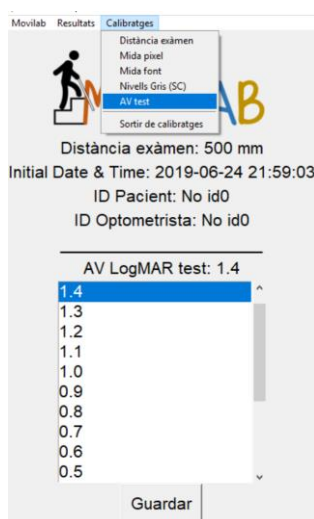 Movilab Resultats Calibratges
Distància exàmen
Mida pixel
Mida font
Nivells Gris (SC)
AV test
Sortir de calibratges
Distància exàmen: 500 mm
Initial Date & Time: 2019-06-24 21:59:03
ID Pacient: No id0
ID Optometrista: No id0
AV LogMAR test: 1.4
1.4
1.3
1.2
1.1
1.0
0.9
0.8
0.7
0.6
0.5
Guardar